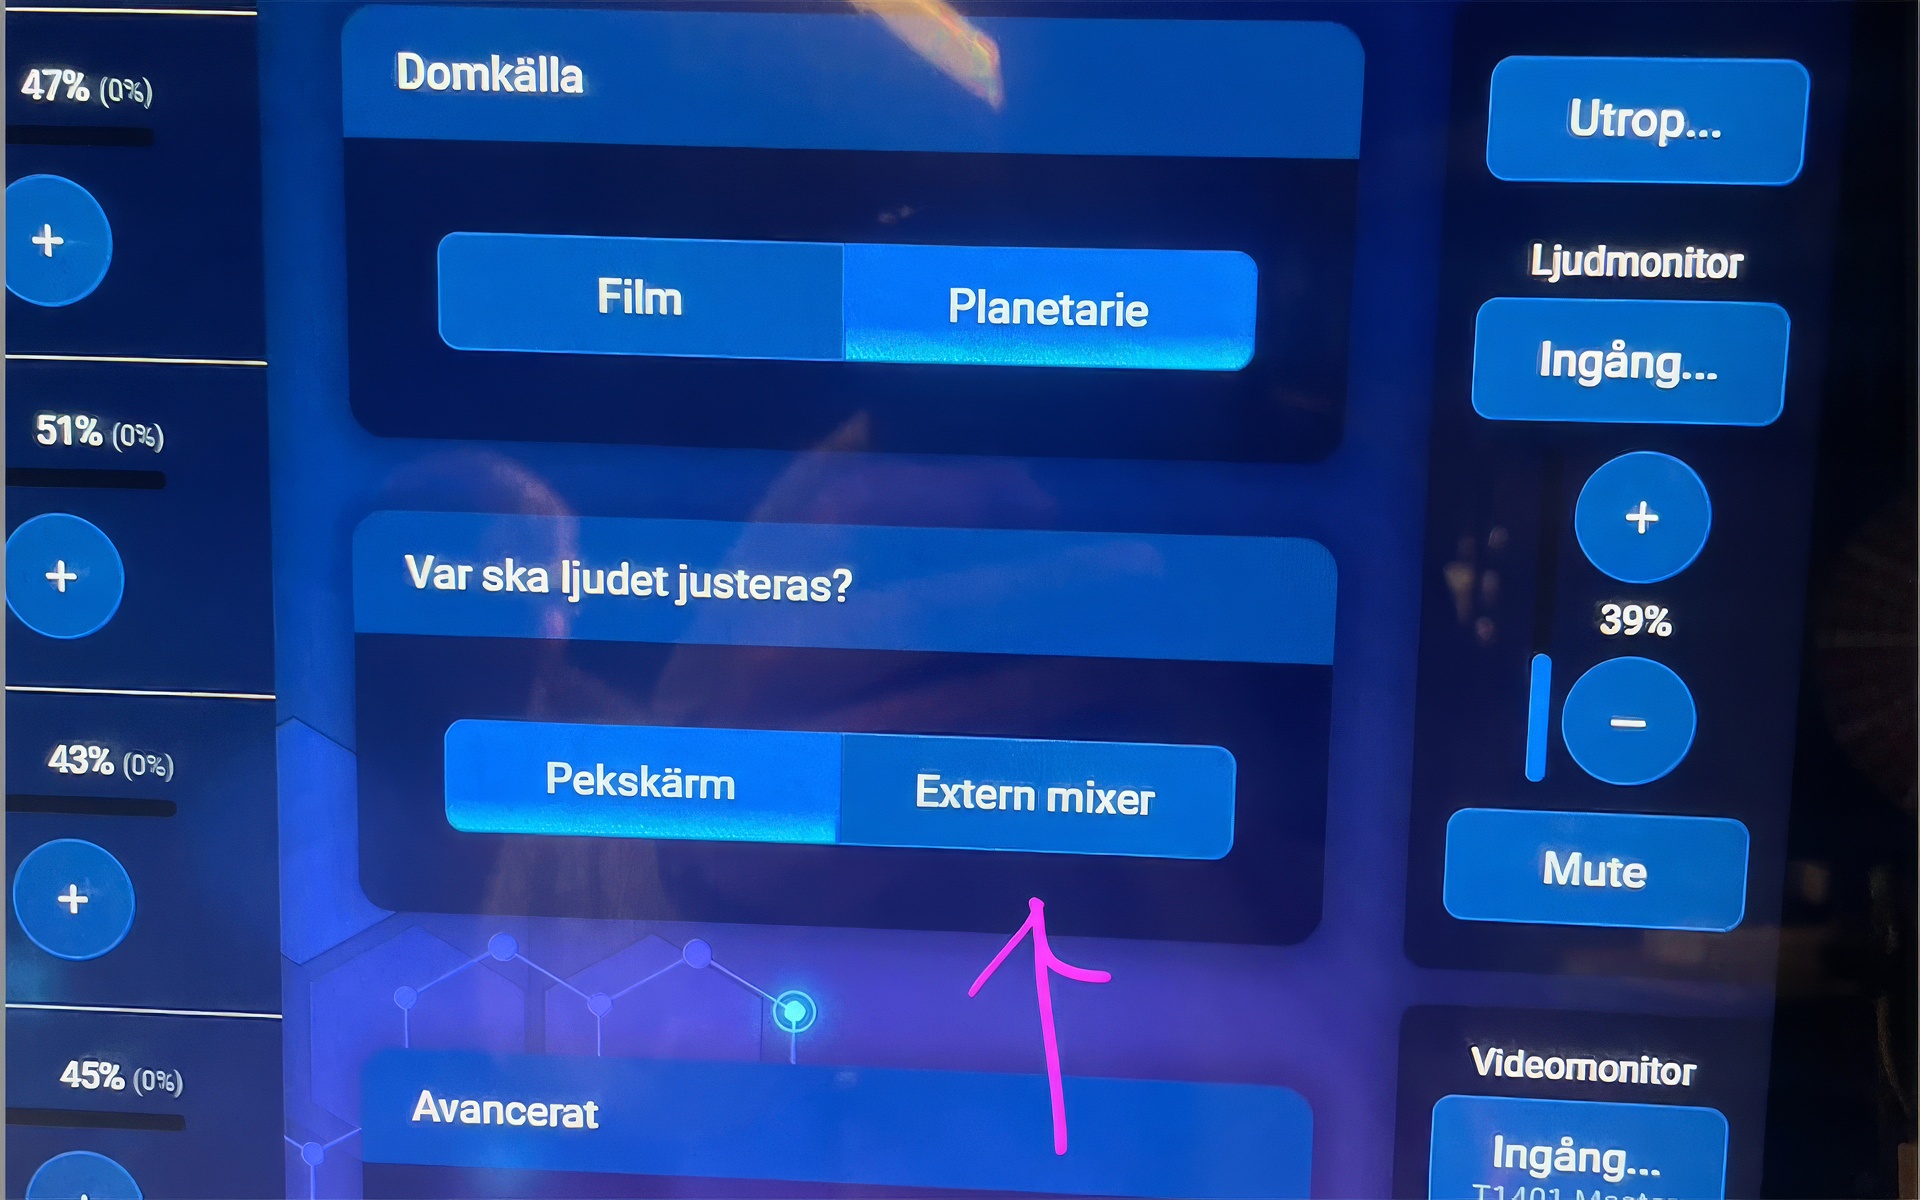 47% (0%)
+
51% (0%)
+
43% (0%)
+
45% (0%)
Domkälla
Film
Planetarie
Var ska ljudet justeras?
Pekskärm
Extern mixer
Avancerat
Utrop...
Ljudmonitor
Ingång...
+
39%
−
Mute
Videomonitor
Ingång...
T1401